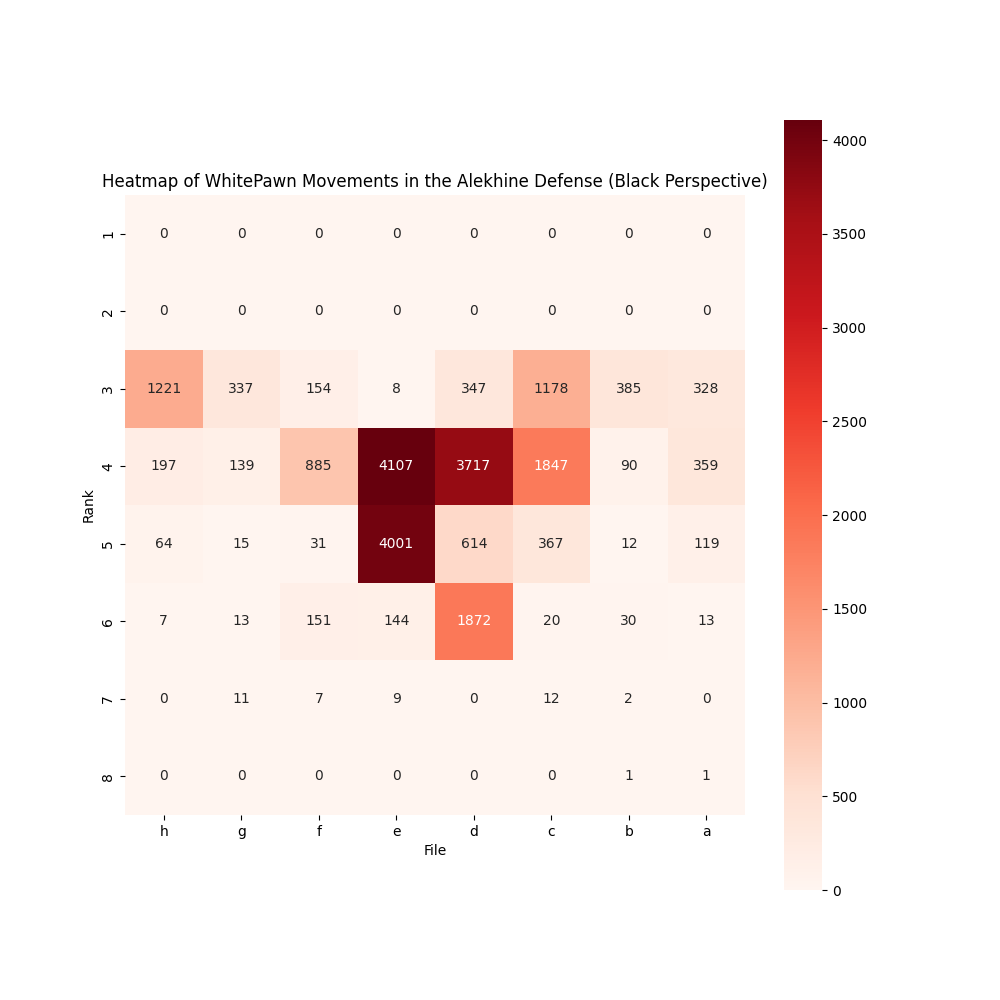 Heatmap of WhitePawn Movements in the Alekhine Defense (Black Perspective)
1 0 0 0 0 0 0 0 0
2 0 0 0 0 0 0 0 0
3 1221 337 154 8 347 1178 385 328
4 197 139 885 4107 3717 1847 90 359
5 64 15 31 4001 614 367 12 119
6 7 13 151 144 1872 20 30 13
7 0 11 7 9 0 12 2 0
8 0 0 0 0 0 0 1 1
h g f e d c b a
File
Rank
4000
3500
3000
2500
2000
1500
1000
500
0